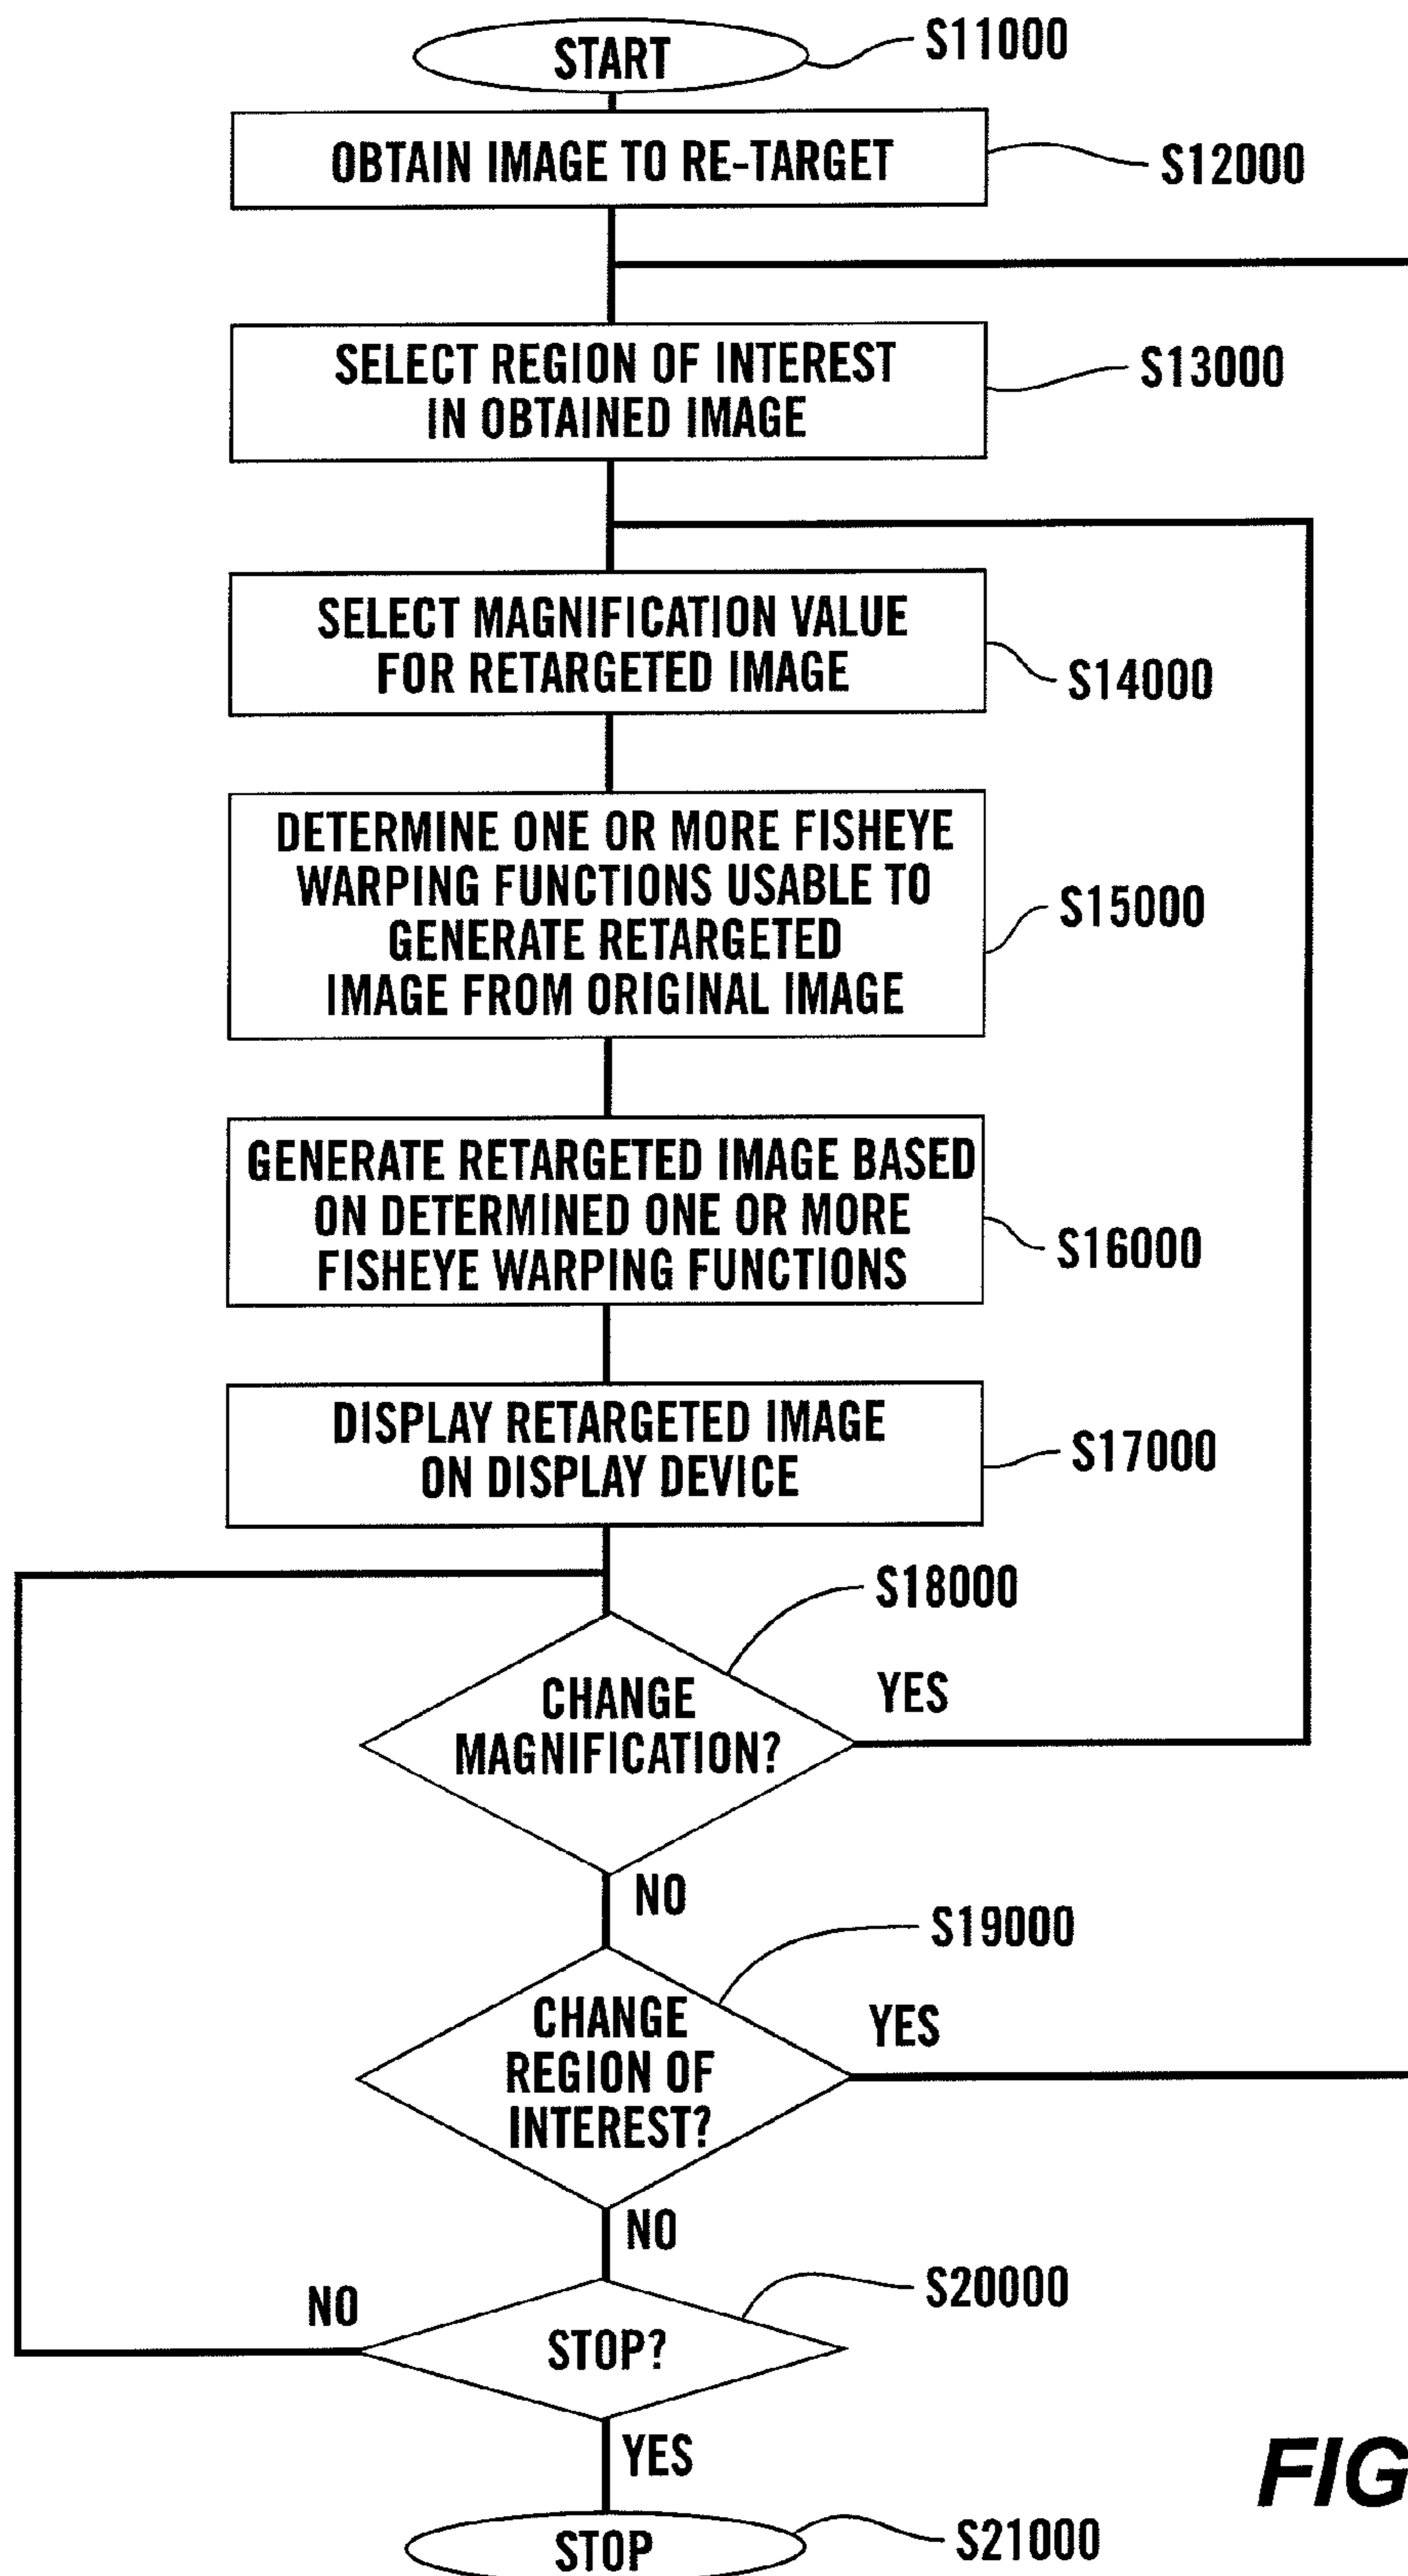 START
S11000
OBTAIN IMAGE TO RE-TARGET
S12000
SELECT REGION OF INTEREST
IN OBTAINED IMAGE
S13000
SELECT MAGNIFICATION VALUE
FOR RETARGETED IMAGE
S14000
DETERMINE ONE OR MORE FISHEYE
WARPING FUNCTIONS USABLE TO
GENERATE RETARGETED
IMAGE FROM ORIGINAL IMAGE
S15000
GENERATE RETARGETED IMAGE BASED
ON DETERMINED ONE OR MORE
FISHEYE WARPING FUNCTIONS
S16000
DISPLAY RETARGETED IMAGE
ON DISPLAY DEVICE
S17000
S18000
CHANGE
MAGNIFICATION?
YES
NO
S19000
CHANGE
REGION OF
INTEREST?
YES
NO
S20000
NO
STOP?
YES
FIG
STOP
S21000